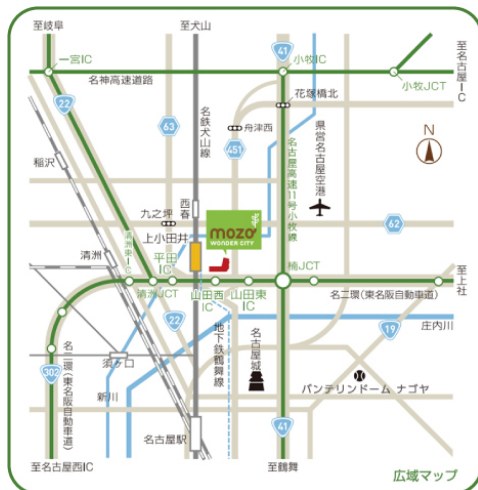 至岐阜
至犬山
41
一宮IC
小牧IC
名神高速道路
小牧JCT
至名古屋IC
22
花塚橋北
63
舟津西
名鉄犬山線
451
県営名古屋空港
名古屋高速11号小牧線
N
稲沢
西春
九之坪
mozo
WONDER CITY
62
上小田井
清洲東IC
清洲
平田IC
楠JCT
至上社
清洲JCT
山田西IC
山田東IC
名二環(東名阪自動車道)
22
19
庄内川
地下鉄鶴舞線
名古屋城
須ケ口
302
名二環(東名阪自動車道)
新川
バンテリンドーム ナゴヤ
名古屋駅
41
至名古屋西IC
至鶴舞
広域マップ